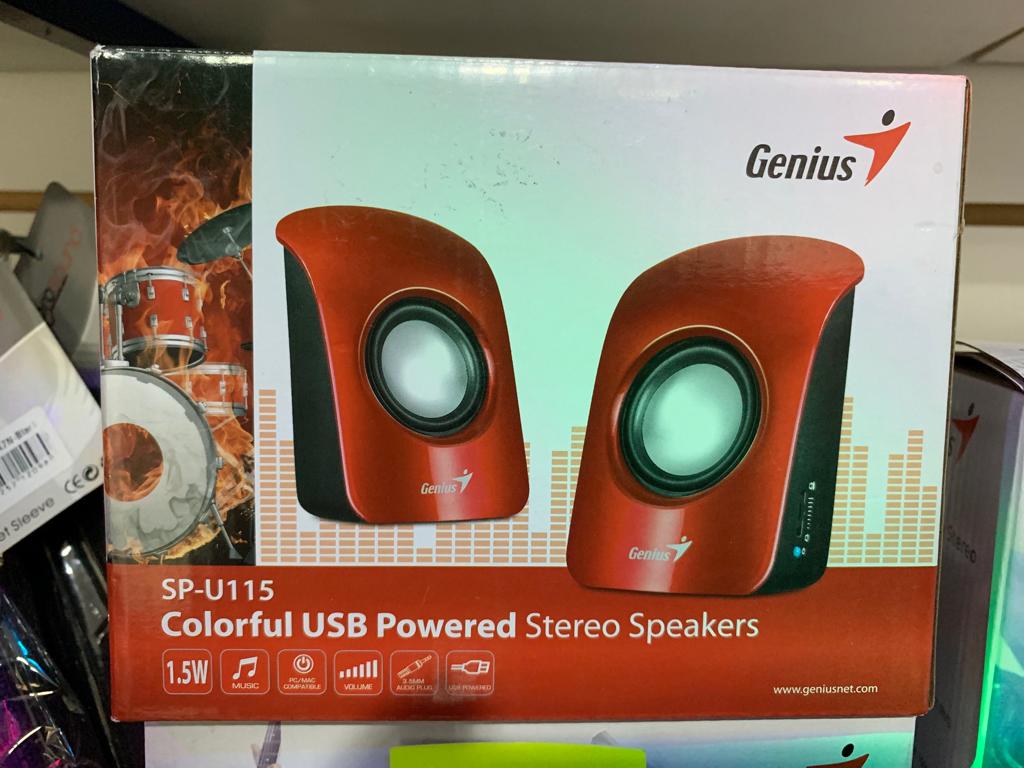 Genius
Genius
Genius
SP-U115
Colorful USB Powered Stereo Speakers
1.5W
MUSIC
PC/MAC
COMPATIBLE
VOLUME
3.5MM
AUDIO PLUG
USB POWERED
www.geniusnet.com
CE
Sleeve